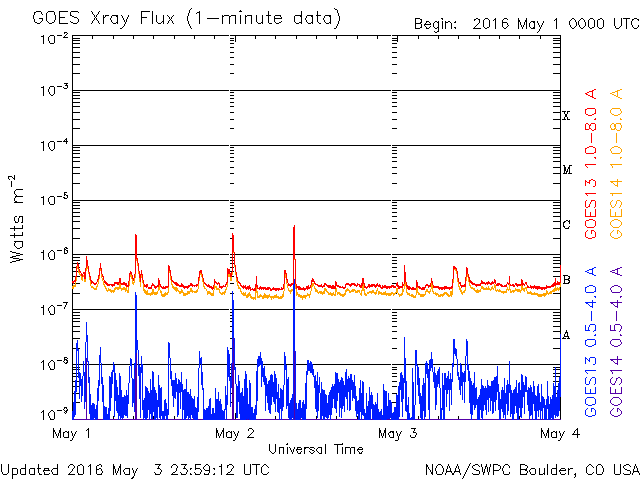 GOES Xray Flux (1-minute data)
Begin: 2016 May 1 0000 UTC
10⁻²
10⁻³
10⁻⁴
10⁻⁵
10⁻⁶
10⁻⁷
10⁻⁸
10⁻⁹
Watts m⁻²
X
M
C
B
A
GOES13 1.0-8.0 A
GOES14 1.0-8.0 A
GOES13 0.5-4.0 A
GOES14 0.5-4.0 A
May 1
May 2
May 3
May 4
Universal Time
Updated 2016 May 3 23:59:12 UTC
NOAA/SWPC Boulder, CO USA